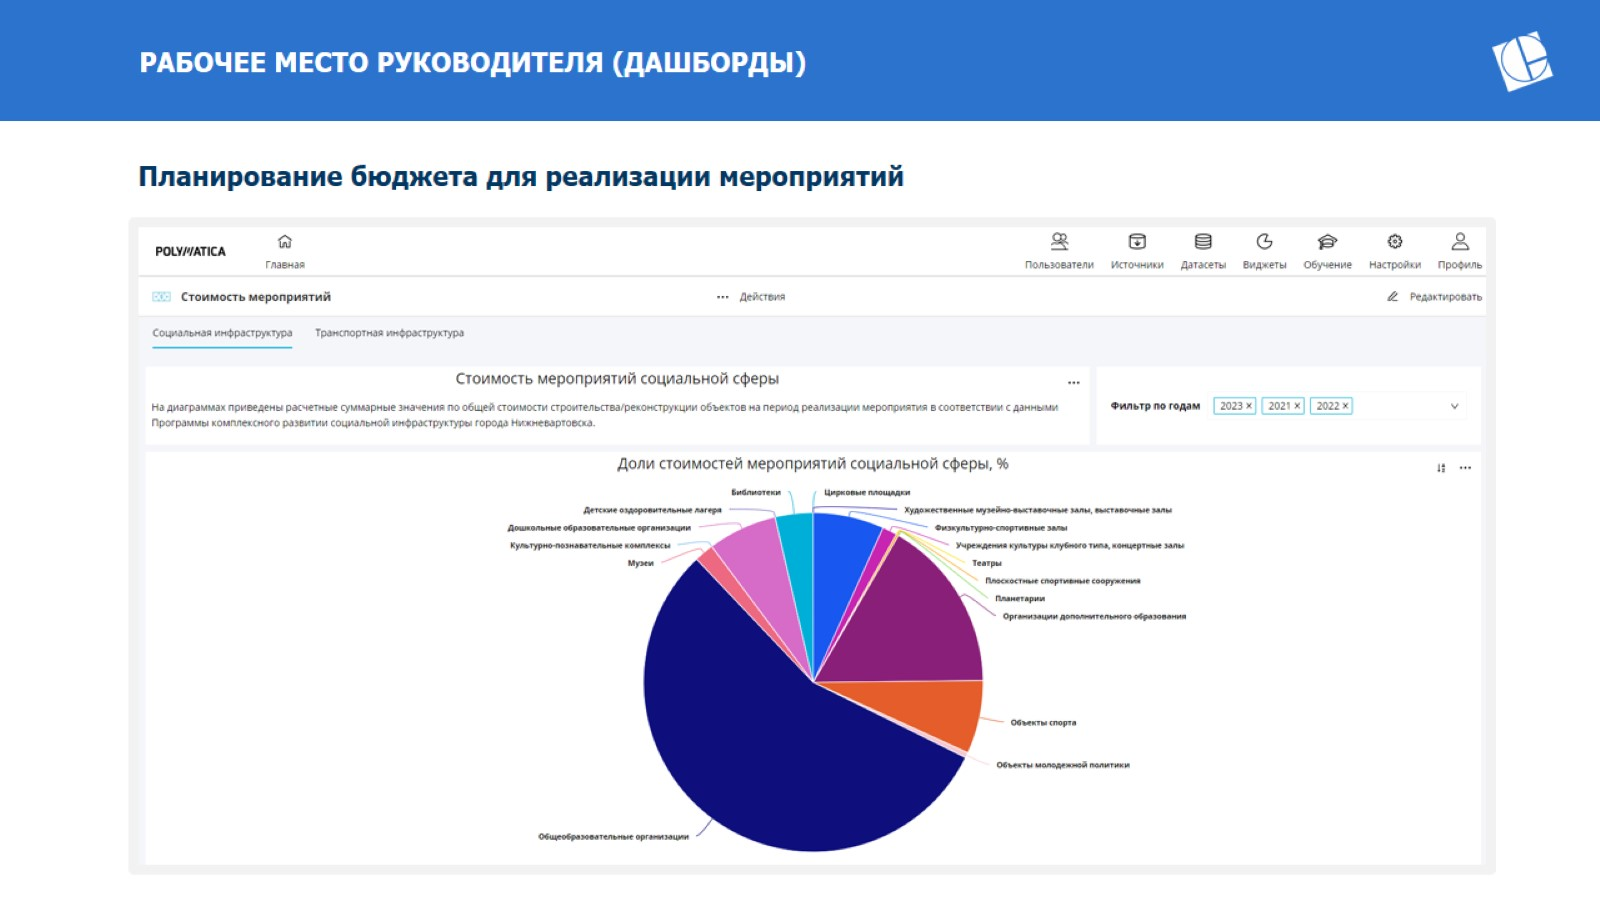 РАБОЧЕЕ МЕСТО РУКОВОДИТЕЛЯ (ДАШБОРДЫ)
Планирование бюджета для реализации мероприятий
POLYMATICA
Главная
Пользователи
Источники
Датасеты
Виджеты
Обучение
Настройки
Профиль
Стоимость мероприятий
Действия
Редактировать
Социальная инфраструктура
Транспортная инфраструктура
Стоимость мероприятий социальной сферы
На диаграммах приведены расчетные суммарные значения по общей стоимости строительства/реконструкции объектов на период реализации мероприятия в соответствии с данными
Программы комплексного развитии социальной инфраструктуры города Нижневартовска.
Фильтр по годам
2023 ×
2021 ×
2022 ×
Доли стоимостей мероприятий социальной сферы, %
Библиотеки
Цирковые площадки
Детские оздоровительные лагеря
Художественные музейно-выставочные залы, выставочные залы
Дошкольные образовательные организации
Физкультурно-спортивные залы
Культурно-познавательные комплексы
Учреждения культуры клубного типа, концертные залы
Музеи
Театры
Плоскостные спортивные сооружения
Планетарии
Организации дополнительного образования
Объекты спорта
Объекты молодежной политики
Общеобразовательные организации